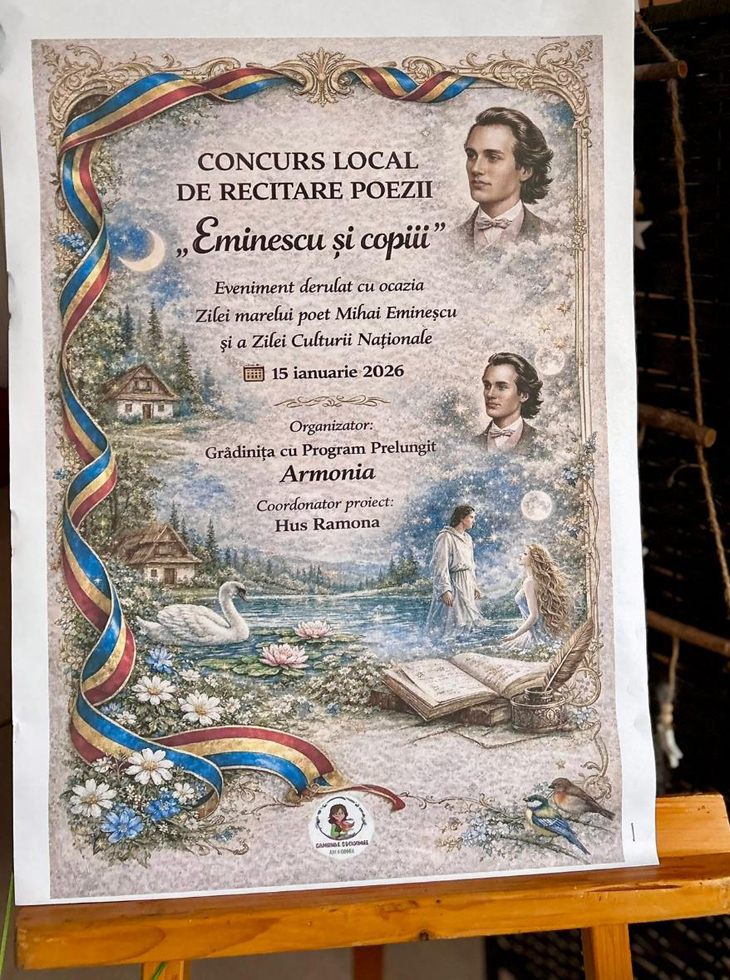 CONCURS LOCAL
DE RECITARE POEZII
„Eminescu și copiii”
Eveniment derulat cu ocazia
Zilei marelui poet Mihai Eminescu
și a Zilei Culturii Naționale
15 ianuarie 2026
Organizator:
Grădinița cu Program Prelungit
Armonia
Coordonator proiect:
Hus Ramona